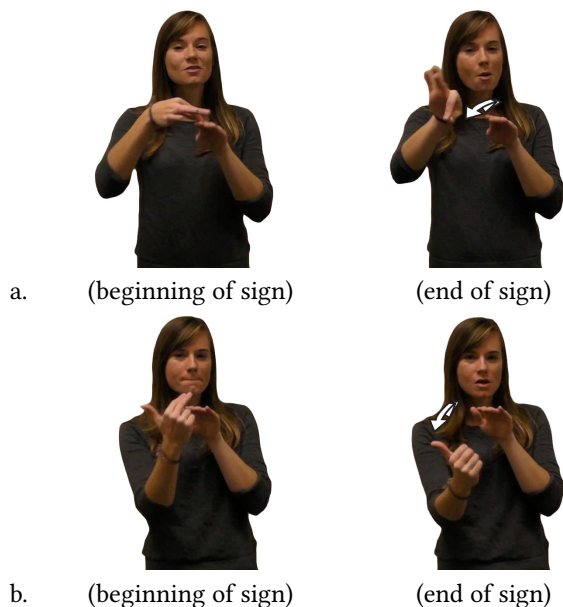 a. (beginning of sign) (end of sign)
b. (beginning of sign) (end of sign)